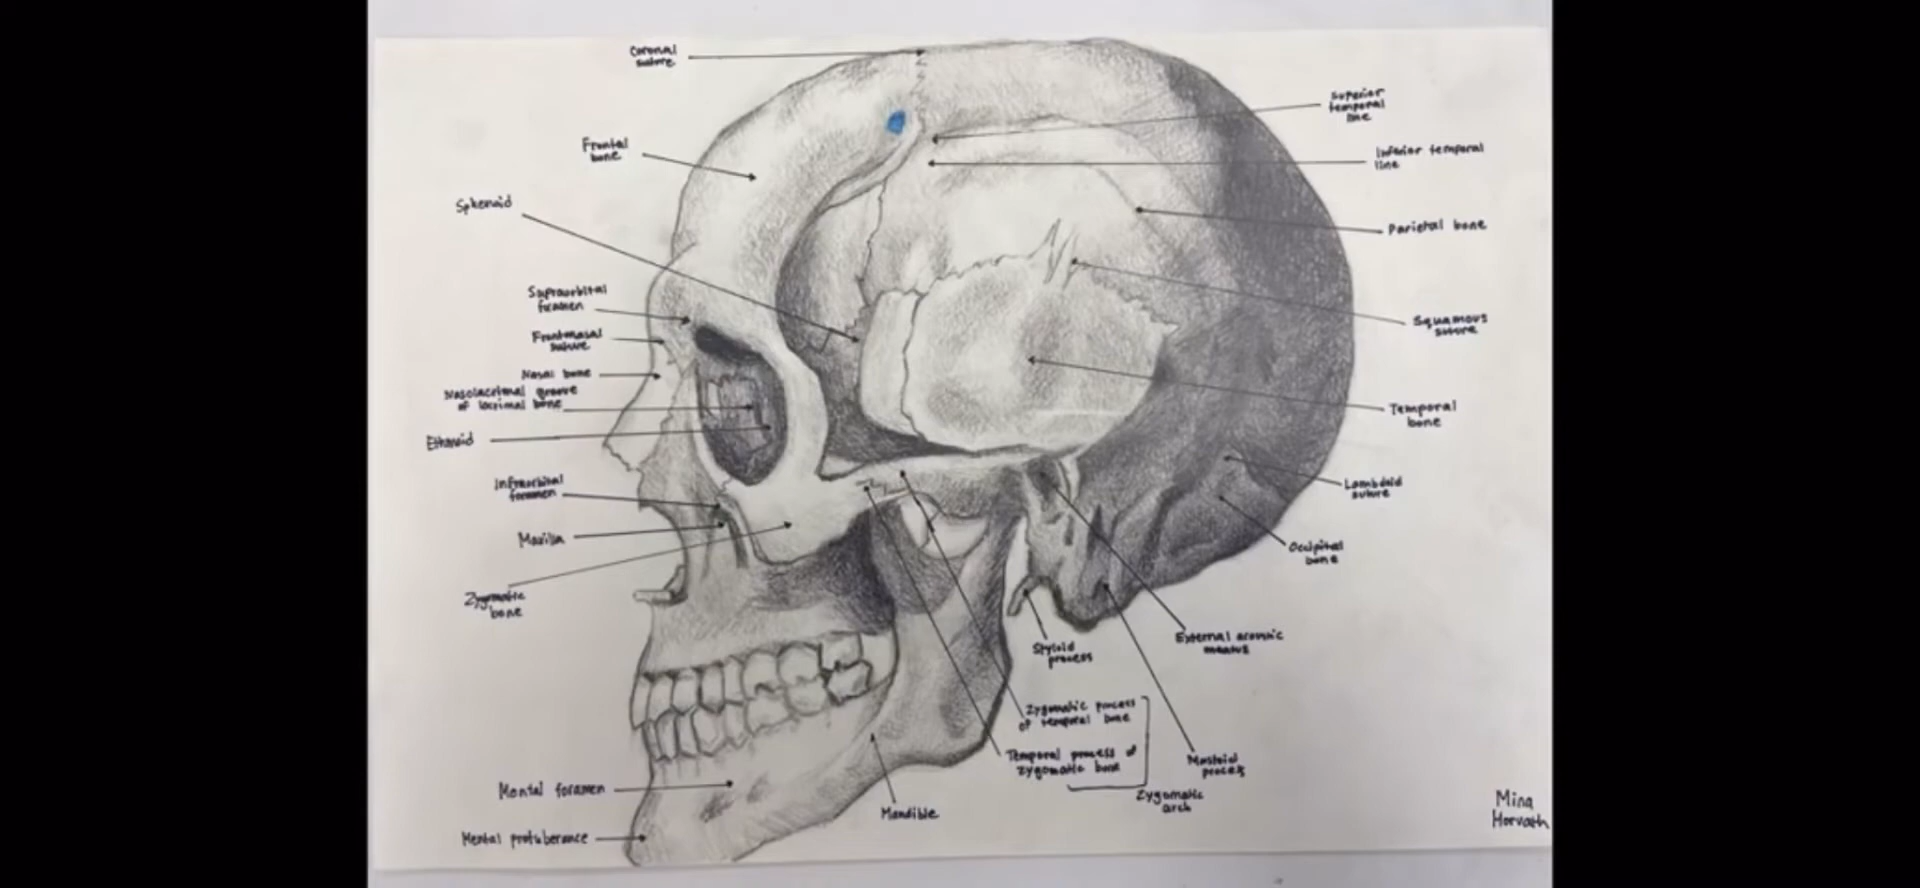 Coronal
suture
Superior
temporal
line
Frontal
bone
Inferior temporal
line
Sphenoid
Parietal bone
Supraorbital
foramen
Frontonasal
suture
Squamous
suture
Nasal bone
Nasolacrimal groove
of lacrimal bone
Temporal
bone
Ethmoid
Infraorbital
foramen
Lambdoid
suture
Maxilla
Occipital
bone
Zygomatic
bone
External acoustic
meatus
Styloid
process
Zygomatic process
of temporal bone
Temporal process of
zygomatic bone
Mastoid
process
Zygomatic
arch
Mental foramen
Mandible
Mental protuberance
Mina
Horvath